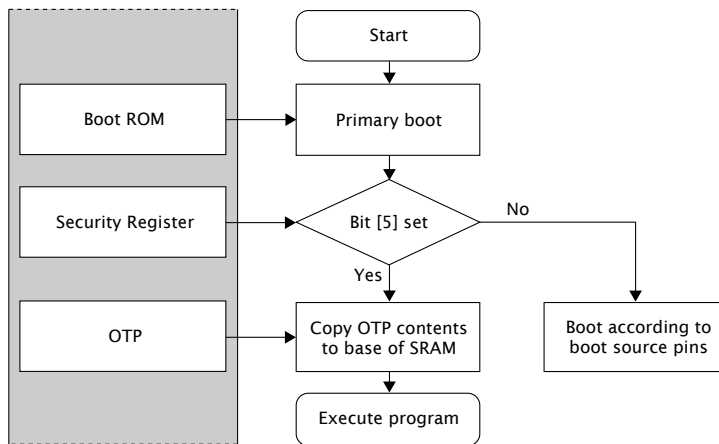 Start
Boot ROM
Primary boot
Security Register
Bit [5] set
No
Yes
OTP
Copy OTP contents
to base of SRAM
Boot according to
boot source pins
Execute program